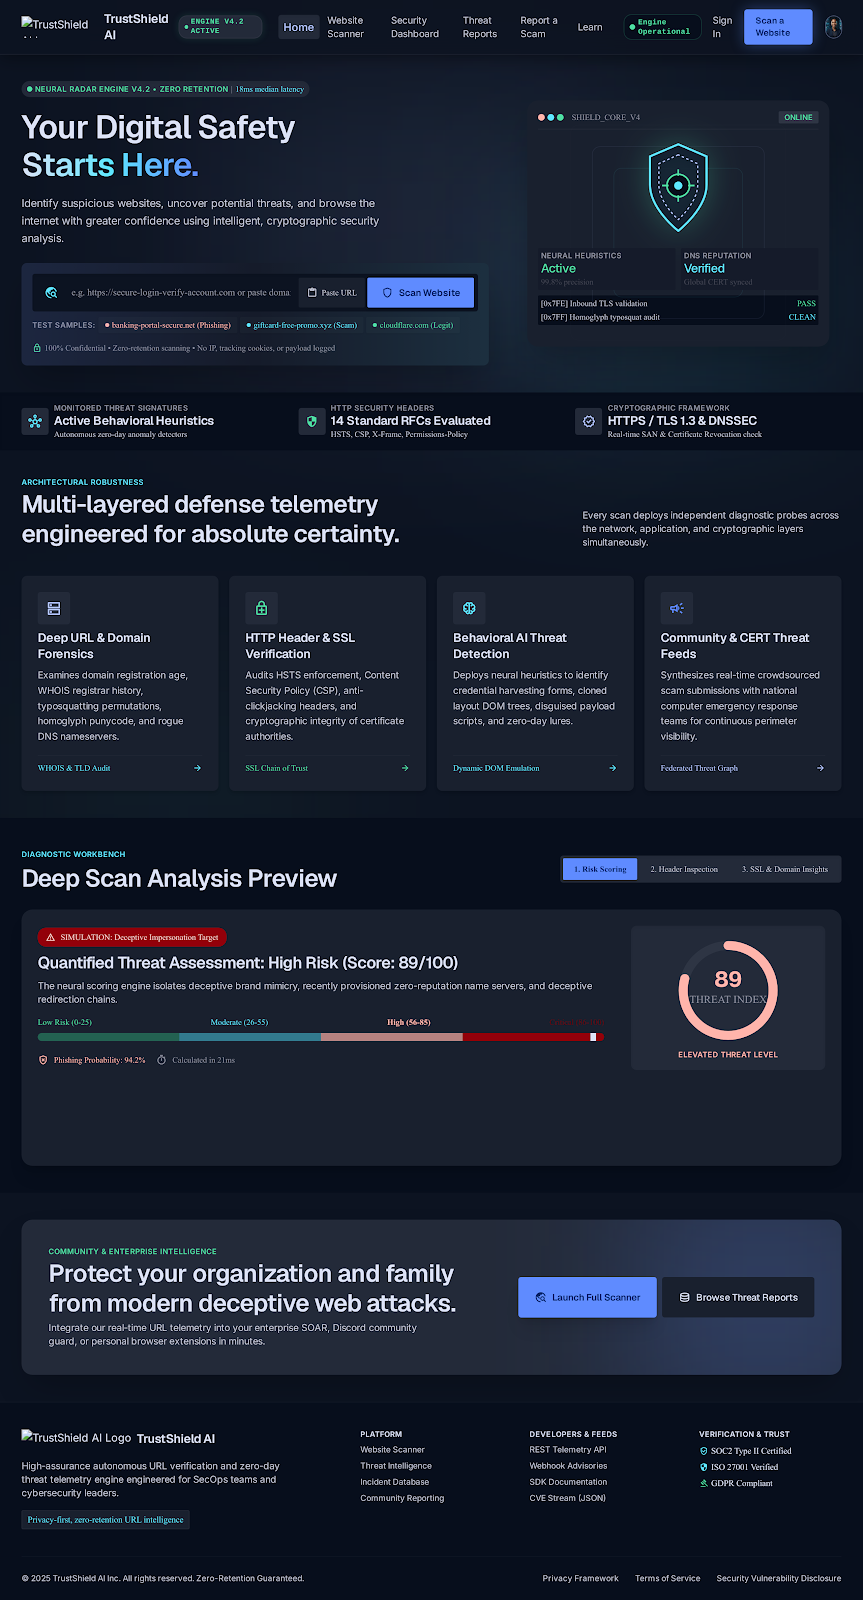 TrustShield
TrustShield
AI
ENGINE V4.2
ACTIVE
Home
Website
Scanner
Security
Dashboard
Threat
Reports
Report a
Scam
Learn
Engine
Operational
Sign
In
Scan a
Website
NEURAL RADAR ENGINE V4.2 • ZERO RETENTION | 18ms median latency
Your Digital Safety
Starts Here.
Identify suspicious websites, uncover potential threats, and browse the
internet with greater confidence using intelligent, cryptographic security
analysis.
e.g. https://secure-login-verify-account.com or paste doma
Paste URL
Scan Website
TEST SAMPLES:
banking-portal-secure.net (Phishing)
giftcard-free-promo.xyz (Scam)
cloudflare.com (Legit)
100% Confidential • Zero-retention scanning • No IP, tracking cookies, or payload logged
SHIELD_CORE_V4
ONLINE
NEURAL HEURISTICS
Active
99.8% precision
DNS REPUTATION
Verified
Global CERT synced
[0x7FE] Inbound TLS validation
PASS
[0x7FF] Homoglyph typosquat audit
CLEAN
MONITORED THREAT SIGNATURES
Active Behavioral Heuristics
Autonomous zero-day anomaly detectors
HTTP SECURITY HEADERS
14 Standard RFCs Evaluated
HSTS, CSP, X-Frame, Permissions-Policy
CRYPTOGRAPHIC FRAMEWORK
HTTPS / TLS 1.3 & DNSSEC
Real-time SAN & Certificate Revocation check
ARCHITECTURAL ROBUSTNESS
Multi-layered defense telemetry
engineered for absolute certainty.
Every scan deploys independent diagnostic probes across
the network, application, and cryptographic layers
simultaneously.
Deep URL & Domain
Forensics
Examines domain registration age,
WHOIS registrar history,
typosquatting permutations,
homoglyph punycode, and rogue
DNS nameservers.
WHOIS & TLD Audit
HTTP Header & SSL
Verification
Audits HSTS enforcement, Content
Security Policy (CSP), anti-
clickjacking headers, and
cryptographic integrity of certificate
authorities.
SSL Chain of Trust
Behavioral AI Threat
Detection
Deploys neural heuristics to identify
credential harvesting forms, cloned
layout DOM trees, disguised payload
scripts, and zero-day lures.
Dynamic DOM Emulation
Community & CERT Threat
Feeds
Synthesizes real-time crowdsourced
scam submissions with national
computer emergency response
teams for continuous perimeter
visibility.
Federated Threat Graph
DIAGNOSTIC WORKBENCH
Deep Scan Analysis Preview
1. Risk Scoring
2. Header Inspection
3. SSL & Domain Insights
SIMULATION: Deceptive Impersonation Target
Quantified Threat Assessment: High Risk (Score: 89/100)
The neural scoring engine isolates deceptive brand mimicry, recently provisioned zero-reputation name servers, and deceptive
redirection chains.
Low Risk (0-25)
Moderate (26-55)
High (56-85)
Phishing Probability: 94.2%
Calculated in 21ms
89
THREAT INDEX
ELEVATED THREAT LEVEL
COMMUNITY & ENTERPRISE INTELLIGENCE
Protect your organization and family
from modern deceptive web attacks.
Integrate our real-time URL telemetry into your enterprise SOAR, Discord community
guard, or personal browser extensions in minutes.
Launch Full Scanner
Browse Threat Reports
TrustShield AI Logo
TrustShield AI
High-assurance autonomous URL verification and zero-day
threat telemetry engine engineered for SecOps teams and
cybersecurity leaders.
Privacy-first, zero-retention URL intelligence
PLATFORM
Website Scanner
Threat Intelligence
Incident Database
Community Reporting
DEVELOPERS & FEEDS
REST Telemetry API
Webhook Advisories
SDK Documentation
CVE Stream (JSON)
VERIFICATION & TRUST
SOC2 Type II Certified
ISO 27001 Verified
GDPR Compliant
© 2025 TrustShield AI Inc. All rights reserved. Zero-Retention Guaranteed.
Privacy Framework
Terms of Service
Security Vulnerability Disclosure